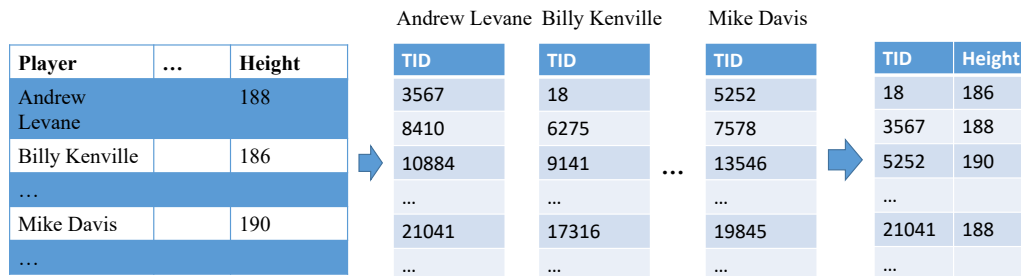 Andrew Levane Billy Kenville Mike Davis
Player … Height
Andrew
Levane 188
Billy Kenville 186
…
Mike Davis 190
…
TID
3567
8410
10884
…
21041
…
TID
18
6275
9141
…
17316
…
…
TID
5252
7578
13546
…
19845
…
TID Height
18 186
3567 188
5252 190
…
21041 188
…